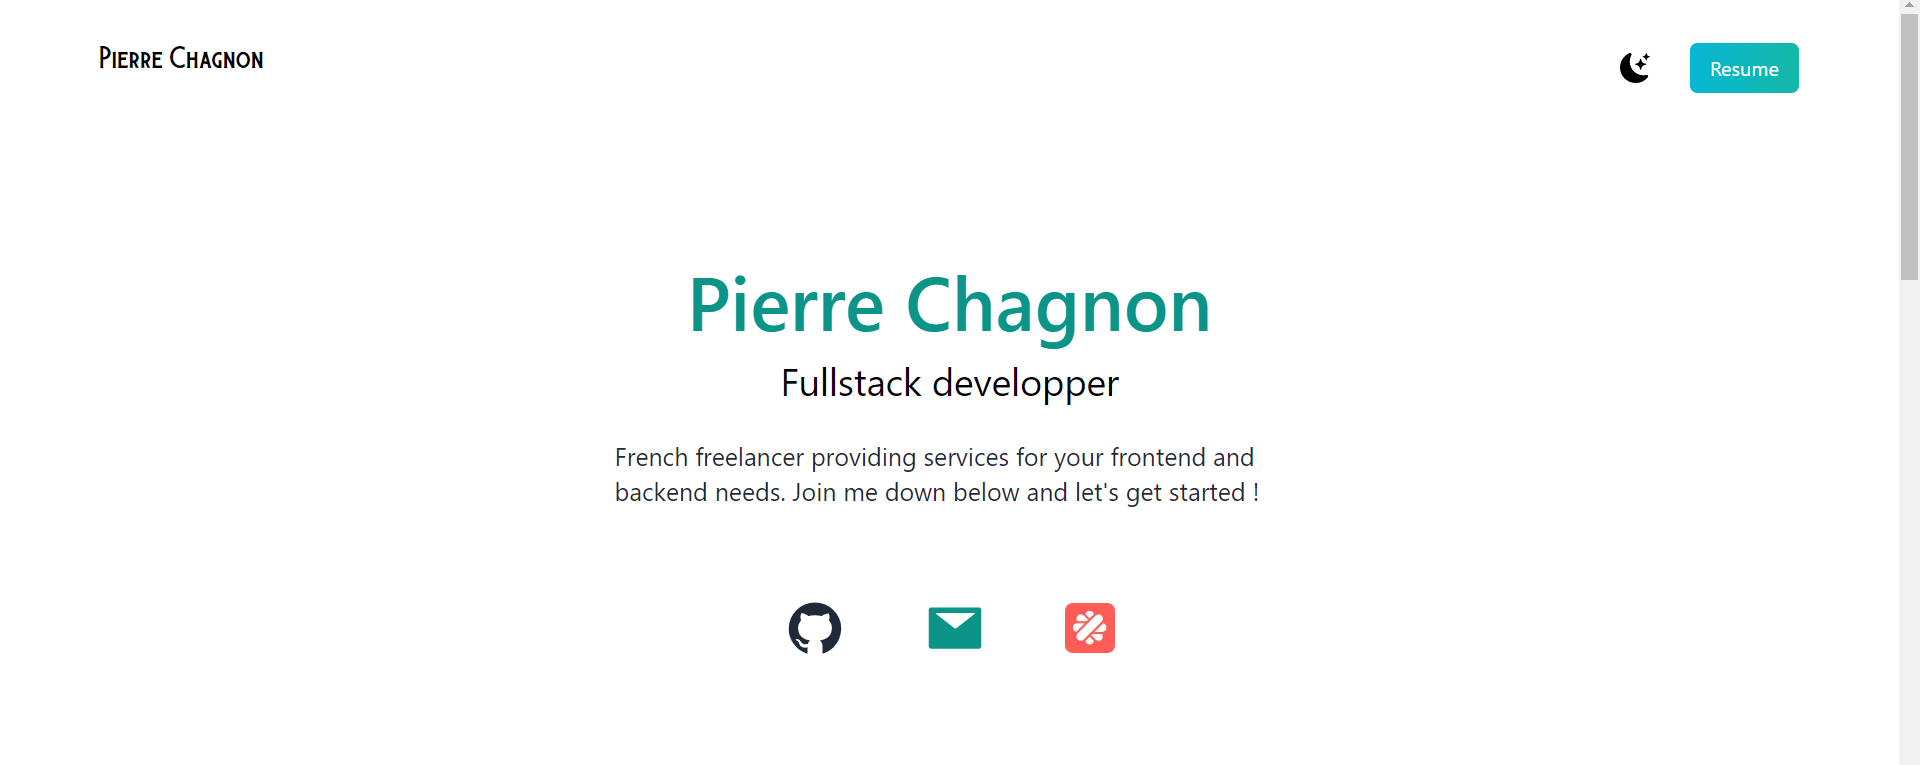 Pierre Chagnon
Resume
Pierre Chagnon
Fullstack developper
French freelancer providing services for your frontend and
backend needs. Join me down below and let's get started !